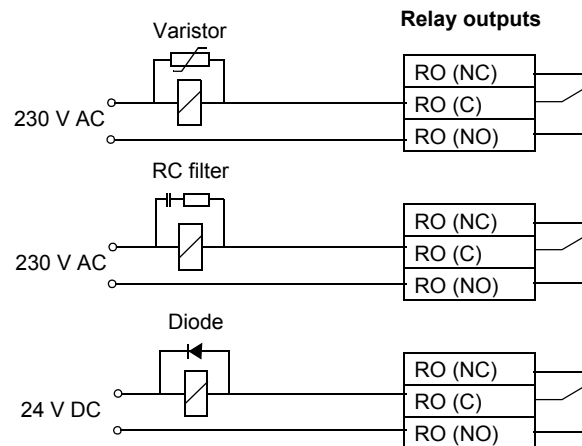 Relay outputs
Varistor
230 V AC
RO (NC)
RO (C)
RO (NO)
RC filter
230 V AC
RO (NC)
RO (C)
RO (NO)
Diode
24 V DC
RO (NC)
RO (C)
RO (NO)